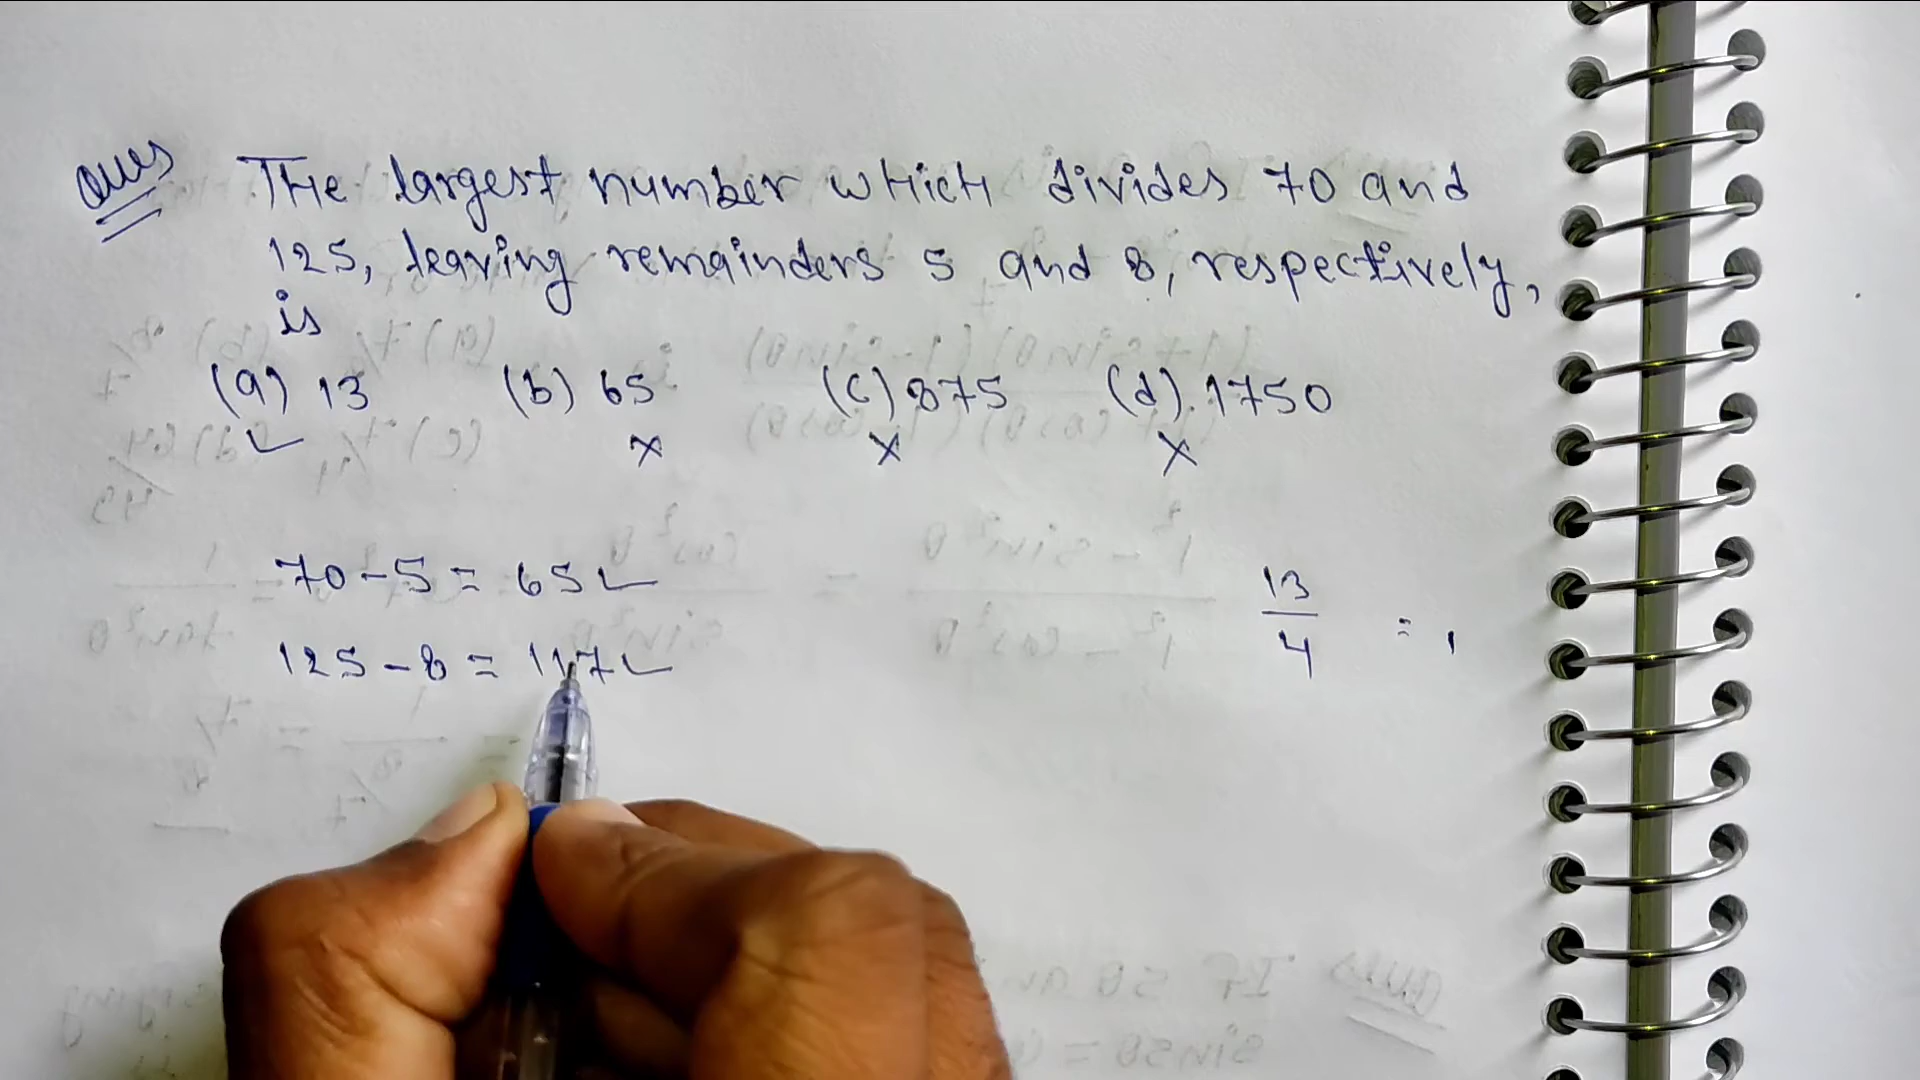 Ques The largest number which divides 70 and
125, leaving remainders 5 and 8, respectively,
is
(a) 13 (b) 65 (c) 875 (d) 1750
✓ × × ×
70 - 5 = 65 ✓
125 - 8 = 117 ✓
13/4 = ,